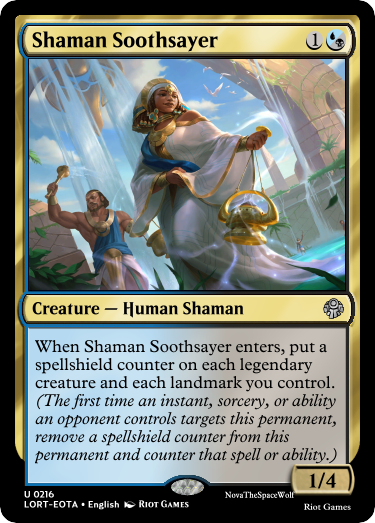 Shaman Soothsayer 1
Creature — Human Shaman
When Shaman Soothsayer enters, put a
spellshield counter on each legendary
creature and each landmark you control.
(The first time an instant, sorcery, or ability
an opponent controls targets this permanent,
remove a spellshield counter from this
permanent and counter that spell or ability.)
1/4
U 0216
NovaTheSpaceWolf
LORT-EOTA • English Riot Games
Riot Games